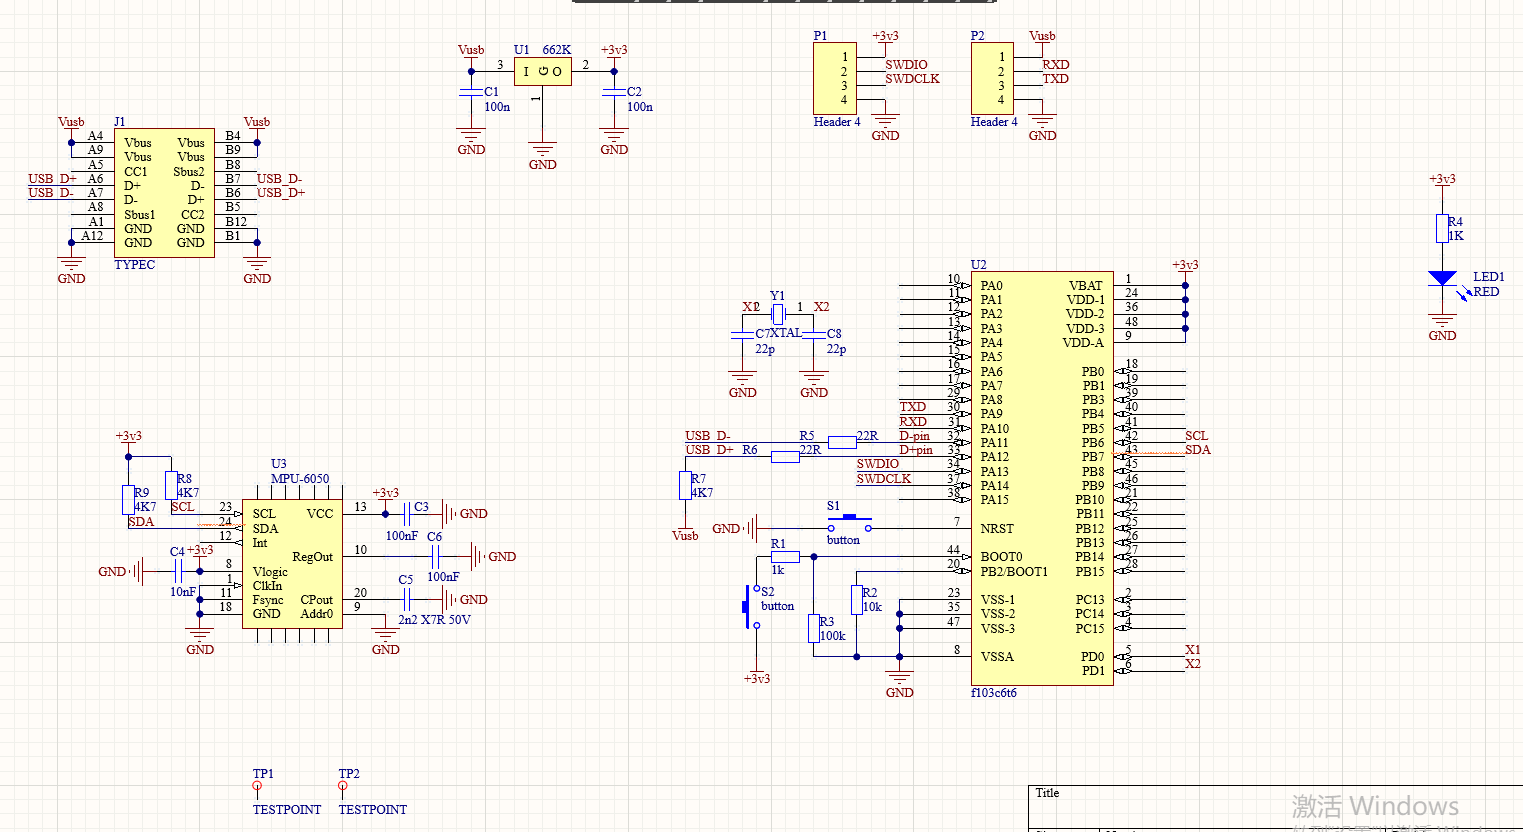 Vusb
U1 662K
+3v3
3 I G O 2
1
C1
100n
C2
100n
GND
GND
GND
P1
+3v3
1
2 SWDIO
3 SWDCLK
4
Header 4
GND
P2
Vusb
1
2 RXD
3 TXD
4
Header 4
GND
Vusb
J1
Vusb
A4 Vbus Vbus B4
A9 Vbus Vbus B9
A5 CC1 Sbus2 B8
USB_D+ A6 D+ D- B7 USB_D-
USB_D- A7 D- D+ B6 USB_D+
A8 Sbus1 CC2 B5
A1 GND GND B12
A12 GND GND B1
TYPEC
GND
GND
+3v3
R4
1K
LED1
RED
GND
Y1
X1 2 1 X2
XTAL
C7
22p
C8
22p
GND
GND
U2
+3v3
10 PA0 VBAT 1
11 PA1 VDD-1 24
12 PA2 VDD-2 36
13 PA3 VDD-3 48
14 PA4 VDD-A 9
15 PA5
16 PA6 PB0 18
17 PA7 PB1 19
29 PA8 PB3 39
TXD 30 PA9 PB4 40
RXD 31 PA10 PB5 41
USB_D- R5 22R D-pin 32 PA11 PB6 42 SCL
USB_D+ R6 22R D+pin 33 PA12 PB7 43 SDA
SWDIO 34 PA13 PB8 45
SWDCLK 37 PA14 PB9 46
38 PA15 PB10 21
PB11 22
7 NRST PB12 25
PB13 26
44 BOOT0 PB14 27
20 PB2/BOOT1 PB15 28
23 VSS-1 PC13 2
35 VSS-2 PC14 3
47 VSS-3 PC15 4
8 VSSA PD0 5 X1
PD1 6 X2
f103c6t6
GND
R7
4K7
Vusb
GND
S1
button
R1
1k
S2
button
+3v3
R2
10k
R3
100k
+3v3
R8
4K7
R9
4K7
SCL
SDA
U3
MPU-6050
+3v3
23 SCL VCC 13
C3
100nF
GND
24 SDA
12 Int
RegOut 10
C6
100nF
GND
GND
C4
10nF
+3v3
8 Vlogic
1 ClkIn
11 Fsync CPout 20
18 GND Addr0 9
C5
2n2 X7R 50V
GND
GND
GND
TP1
TESTPOINT
TP2
TESTPOINT
Title
激活 Windows